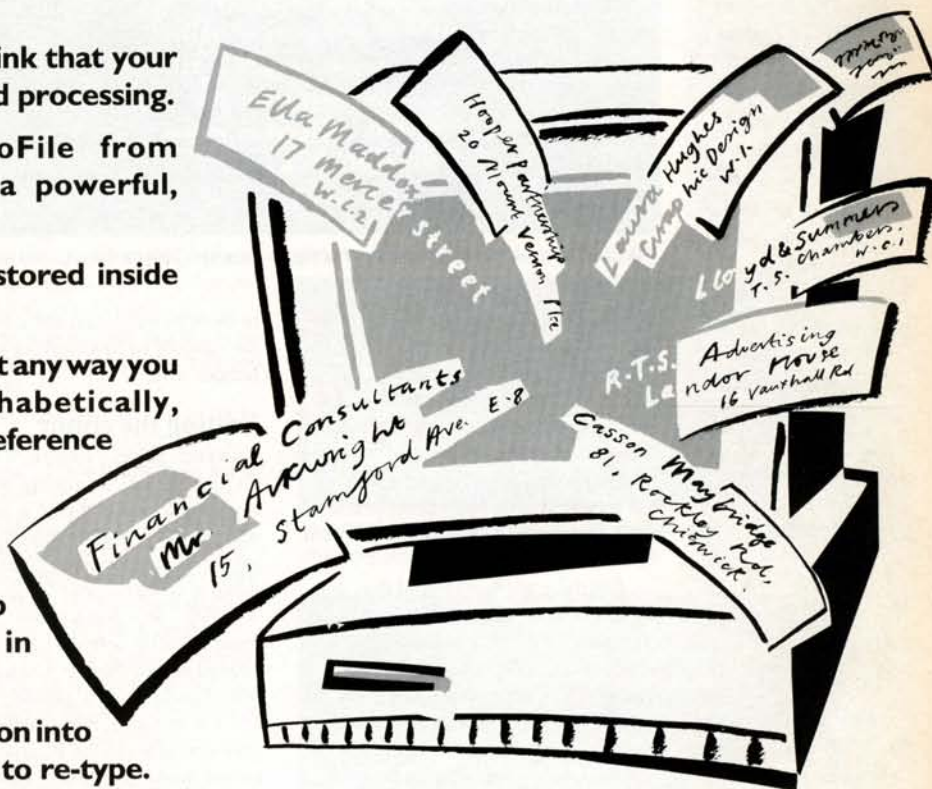 ink that your
d processing.
oFile from
a powerful,
stored inside
t any way you
habetically,
eference
o
in
on into
to re-type.
Ella Maddox
17 Mercer Street
W.C.2
Hooper Partnership
20 Mount Vernon Plce
Laura Hughes
Graphic Design
W.1.
Lloyd & Summers
T.S. Chambers.
W.C.1
R.T.S. Advertising
Landor House
16 Vauxhall Rd
Financial Consultants
Mr. Arkwright
15, Stamford Ave. E-8
Casson Maybridge
81, Rockley Rd,
Chiswick.